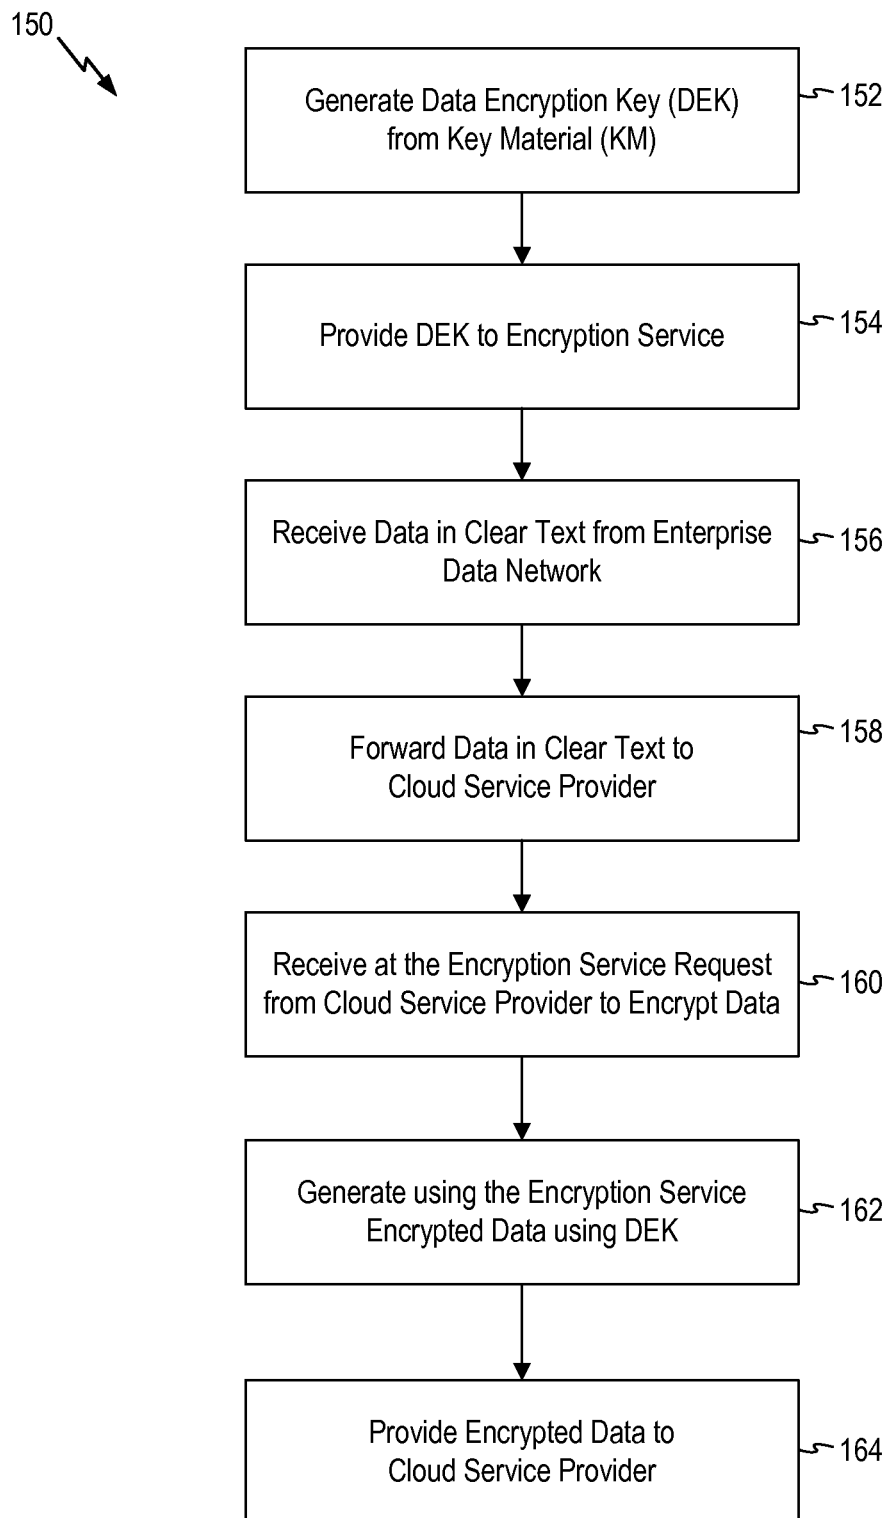 150
Generate Data Encryption Key (DEK)
from Key Material (KM)
152
Provide DEK to Encryption Service
154
Receive Data in Clear Text from Enterprise
Data Network
156
Forward Data in Clear Text to
Cloud Service Provider
158
Receive at the Encryption Service Request
from Cloud Service Provider to Encrypt Data
160
Generate using the Encryption Service
Encrypted Data using DEK
162
Provide Encrypted Data to
Cloud Service Provider
164